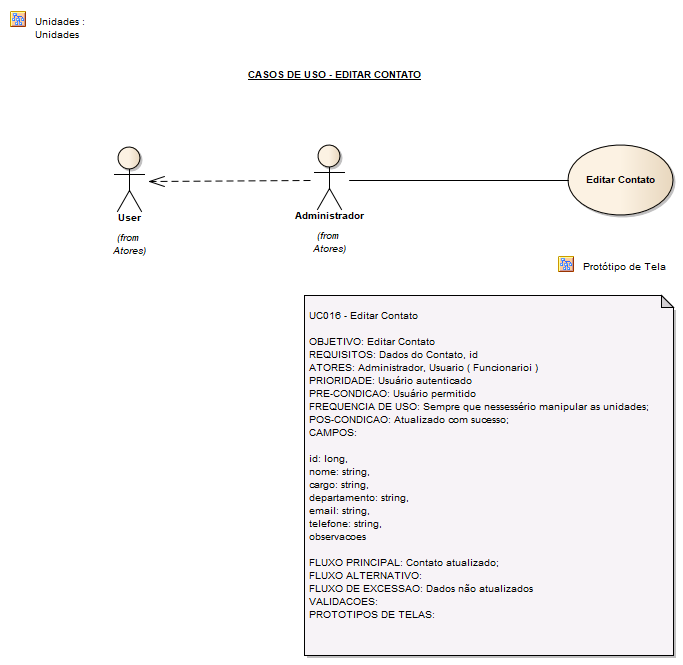 Unidades :
Unidades
CASOS DE USO - EDITAR CONTATO
User
(from
Atores)
Administrador
(from
Atores)
Editar Contato
Protótipo de Tela
UC016 - Editar Contato
OBJETIVO: Editar Contato
REQUISITOS: Dados do Contato, id
ATORES: Administrador, Usuario ( Funcionarioi )
PRIORIDADE: Usuário autenticado
PRE-CONDICAO: Usuário permitido
FREQUENCIA DE USO: Sempre que nessessério manipular as unidades;
POS-CONDICAO: Atualizado com sucesso;
CAMPOS:
id: long,
nome: string,
cargo: string,
departamento: string,
email: string,
telefone: string,
observacoes
FLUXO PRINCIPAL: Contato atualizado;
FLUXO ALTERNATIVO:
FLUXO DE EXCESSAO: Dados não atualizados
VALIDACOES:
PROTOTIPOS DE TELAS: